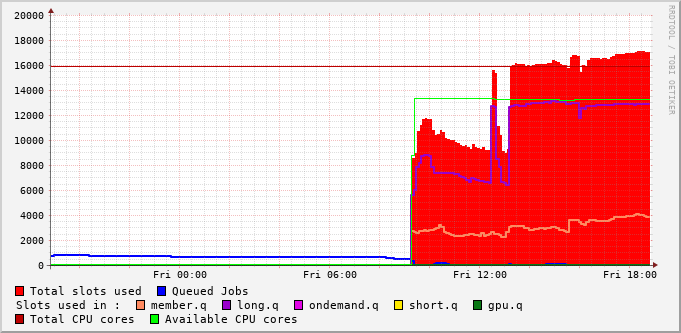 20000
18000
16000
14000
12000
10000
8000
6000
4000
2000
0
Fri 00:00 Fri 06:00 Fri 12:00 Fri 18:00
Total slots used Queued Jobs
Slots used in : member.q long.q ondemand.q short.q gpu.q
Total CPU cores Available CPU cores
RRDTOOL / TOBI OETIKER